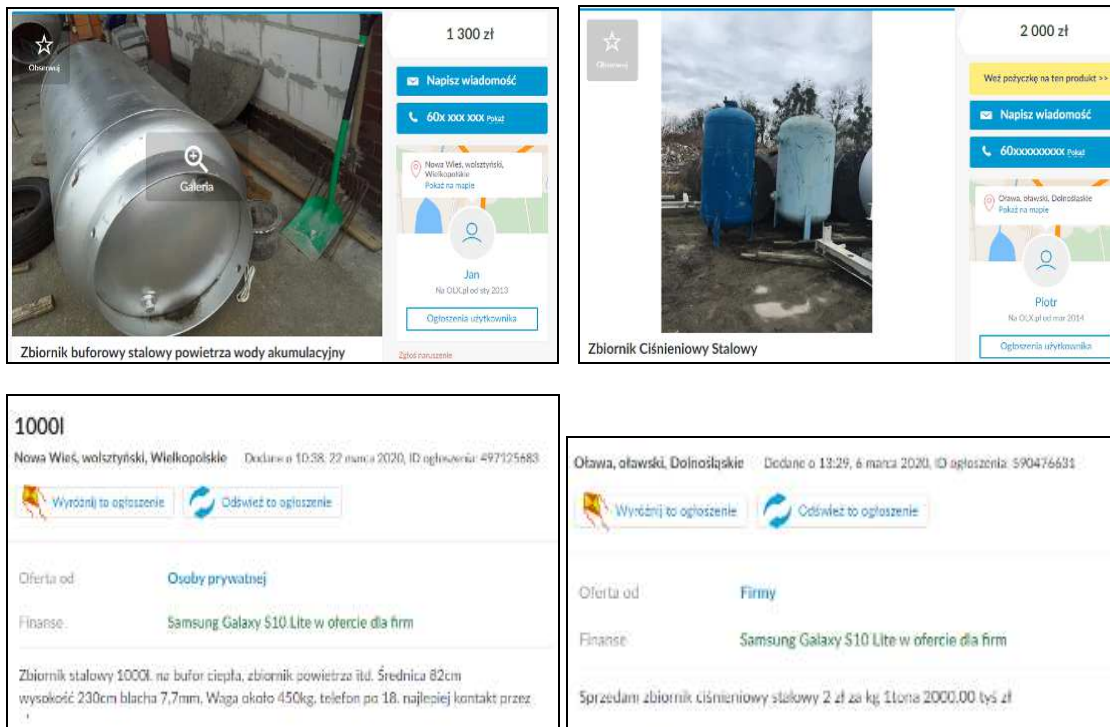 Obserwuj
Galeria
Zbiornik buforowy stalowy powietrza wody akumulacyjny
1 300 zł
Napisz wiadomość
60x xxx xxx Pokaż
Nowa Wieś, wolsztyński,
Wielkopolskie
Pokaż na mapie
Jan
Na OLX.pl od sty 2013
Ogłoszenia użytkownika
Zgłoś naruszenie
Obserwuj
Zbiornik Ciśnieniowy Stalowy
2 000 zł
Weź pożyczkę na ten produkt >>
Napisz wiadomość
60xxxxxxxxx Pokaż
Oława, oławski, Dolnośląskie
Pokaż na mapie
Piotr
Na OLX.pl od mar 2014
Ogłoszenia użytkownika
1000l
Nowa Wieś, wolsztyński, Wielkopolskie Dodane o 10:38, 22 marca 2020, ID ogłoszenia: 497125683
Wyróżnij to ogłoszenie Odśwież to ogłoszenie
Oferta od Osoby prywatnej
Finanse Samsung Galaxy S10 Lite w ofercie dla firm
Zbiornik stalowy 1000l. na bufor ciepła, zbiornik powietrza itd. Średnica 82cm
wysokość 230cm blacha 7,7mm. Waga około 450kg. telefon po 18. najlepiej kontakt przez
Oława, oławski, Dolnośląskie Dodane o 13:29, 6 marca 2020, ID ogłoszenia: 590476631
Wyróżnij to ogłoszenie Odśwież to ogłoszenie
Oferta od Firmy
Finanse Samsung Galaxy S10 Lite w ofercie dla firm
Sprzedam zbiornik ciśnieniowy stalowy 2 zł za kg 1tona 2000.00 tyś zł